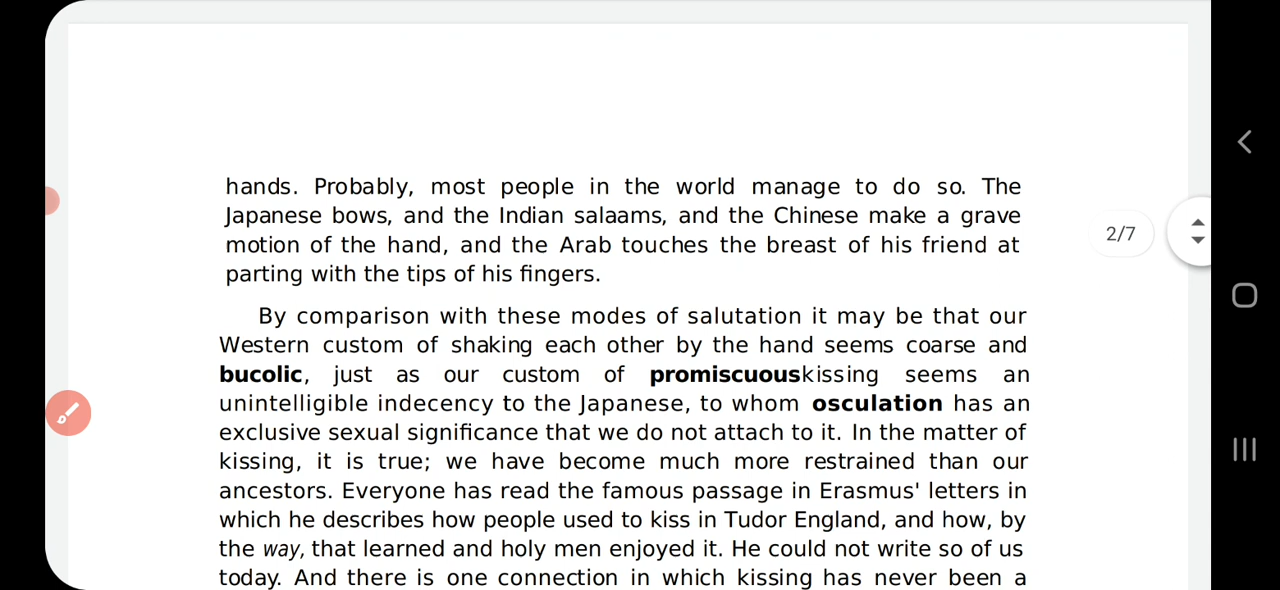 hands. Probably, most people in the world manage to do so. The
Japanese bows, and the Indian salaams, and the Chinese make a grave
motion of the hand, and the Arab touches the breast of his friend at
parting with the tips of his fingers.
2/7
By comparison with these modes of salutation it may be that our
Western custom of shaking each other by the hand seems coarse and
bucolic, just as our custom of promiscuouskissing seems an
unintelligible indecency to the Japanese, to whom osculation has an
exclusive sexual significance that we do not attach to it. In the matter of
kissing, it is true; we have become much more restrained than our
ancestors. Everyone has read the famous passage in Erasmus' letters in
which he describes how people used to kiss in Tudor England, and how, by
the way, that learned and holy men enjoyed it. He could not write so of us
today. And there is one connection in which kissing has never been a